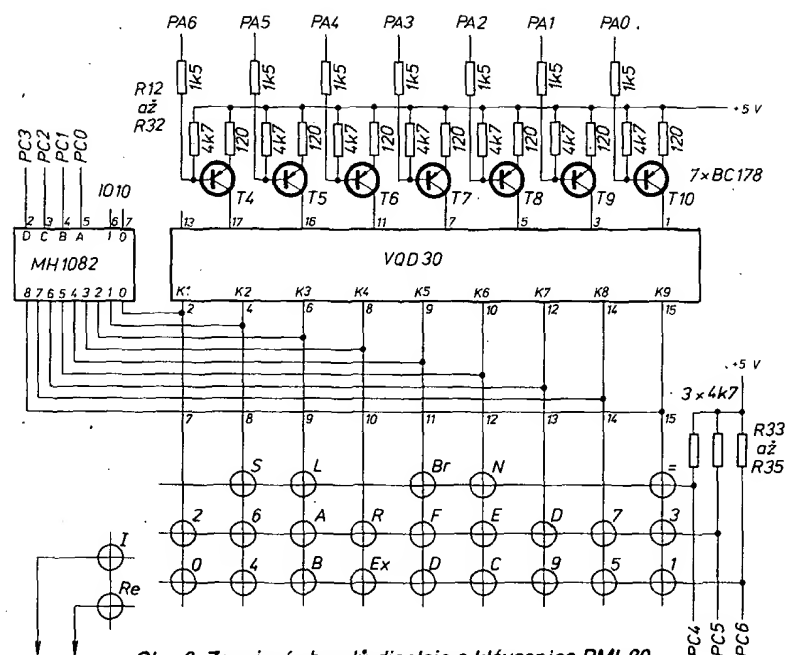 PA6 PA5 PA4 PA3 PA2 PA1 PA0
R12 až R32
1k5 1k5 1k5 1k5 1k5 1k5 1k5
+5 V
4k7 120 4k7 120 4k7 120 4k7 120 4k7 120 4k7 120 4k7 120
PC3 PC2 PC1 PC0
IO10
T4 T5 T6 T7 T8 T9 T10
7×BC178
2 3 4 5 6 7
D C B A 1 0
13 17 16 11 7 5 3 1
MH1082
VQD30
8 7 6 5 4 3 2 1 0
K1 K2 K3 K4 K5 K6 K7 K8 K9
2 4 6 8 9 10 12 14 15
+5 V
3×4k7
7 8 9 10 11 12 13 14 15
R33 až R35
S L Br N =
2 6 A R F E D 7 3
I
0 4 B Ex D C 9 5 1
Re
PC4 PC5 PC6